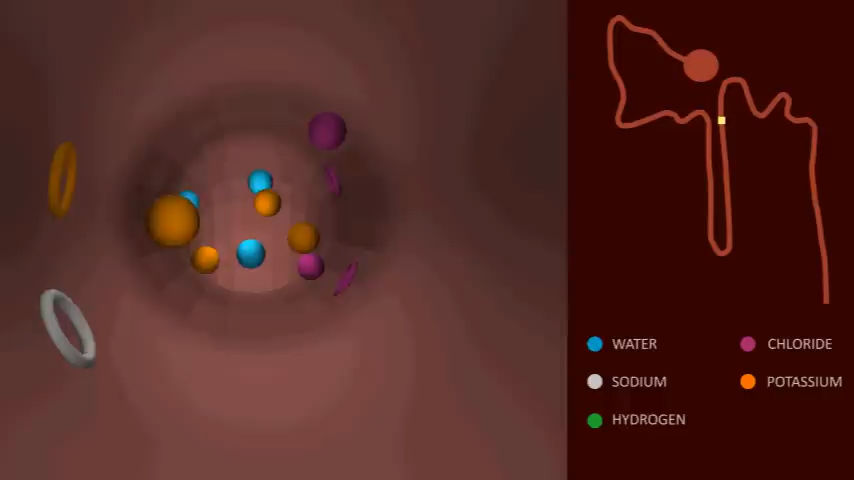 WATER
CHLORIDE
SODIUM
POTASSIUM
HYDROGEN